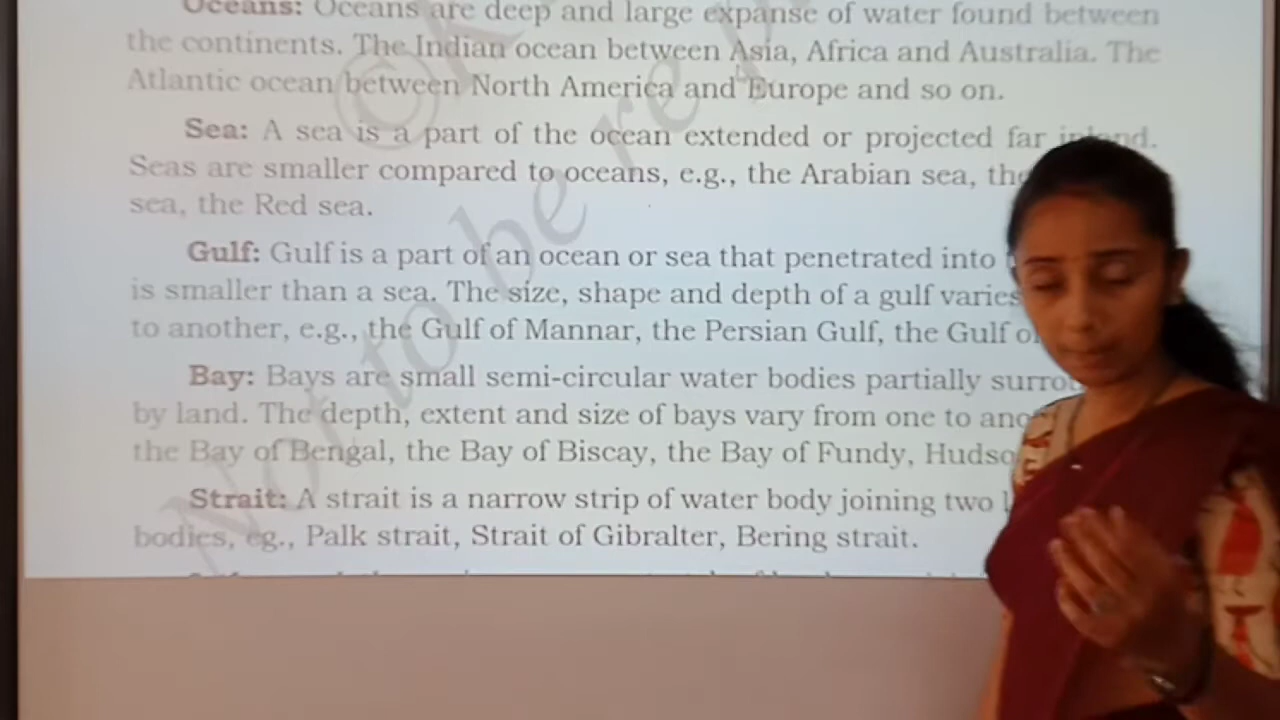 Oceans: Oceans are deep and large expanse of water found between
the continents. The Indian ocean between Asia, Africa and Australia. The
Atlantic ocean between North America and Europe and so on.
Sea: A sea is a part of the ocean extended or projected far inland.
Seas are smaller compared to oceans, e.g., the Arabian sea, the
sea, the Red sea.
Gulf: Gulf is a part of an ocean or sea that penetrated into
is smaller than a sea. The size, shape and depth of a gulf varies
to another, e.g., the Gulf of Mannar, the Persian Gulf, the Gulf
Bay: Bays are small semi-circular water bodies partially
by land. The depth, extent and size of bays vary from one to
the Bay of Bengal, the Bay of Biscay, the Bay of Fundy,
Strait: A strait is a narrow strip of water body joining two
bodies, eg., Palk strait, Strait of Gibralter, Bering strait.
Not to be re